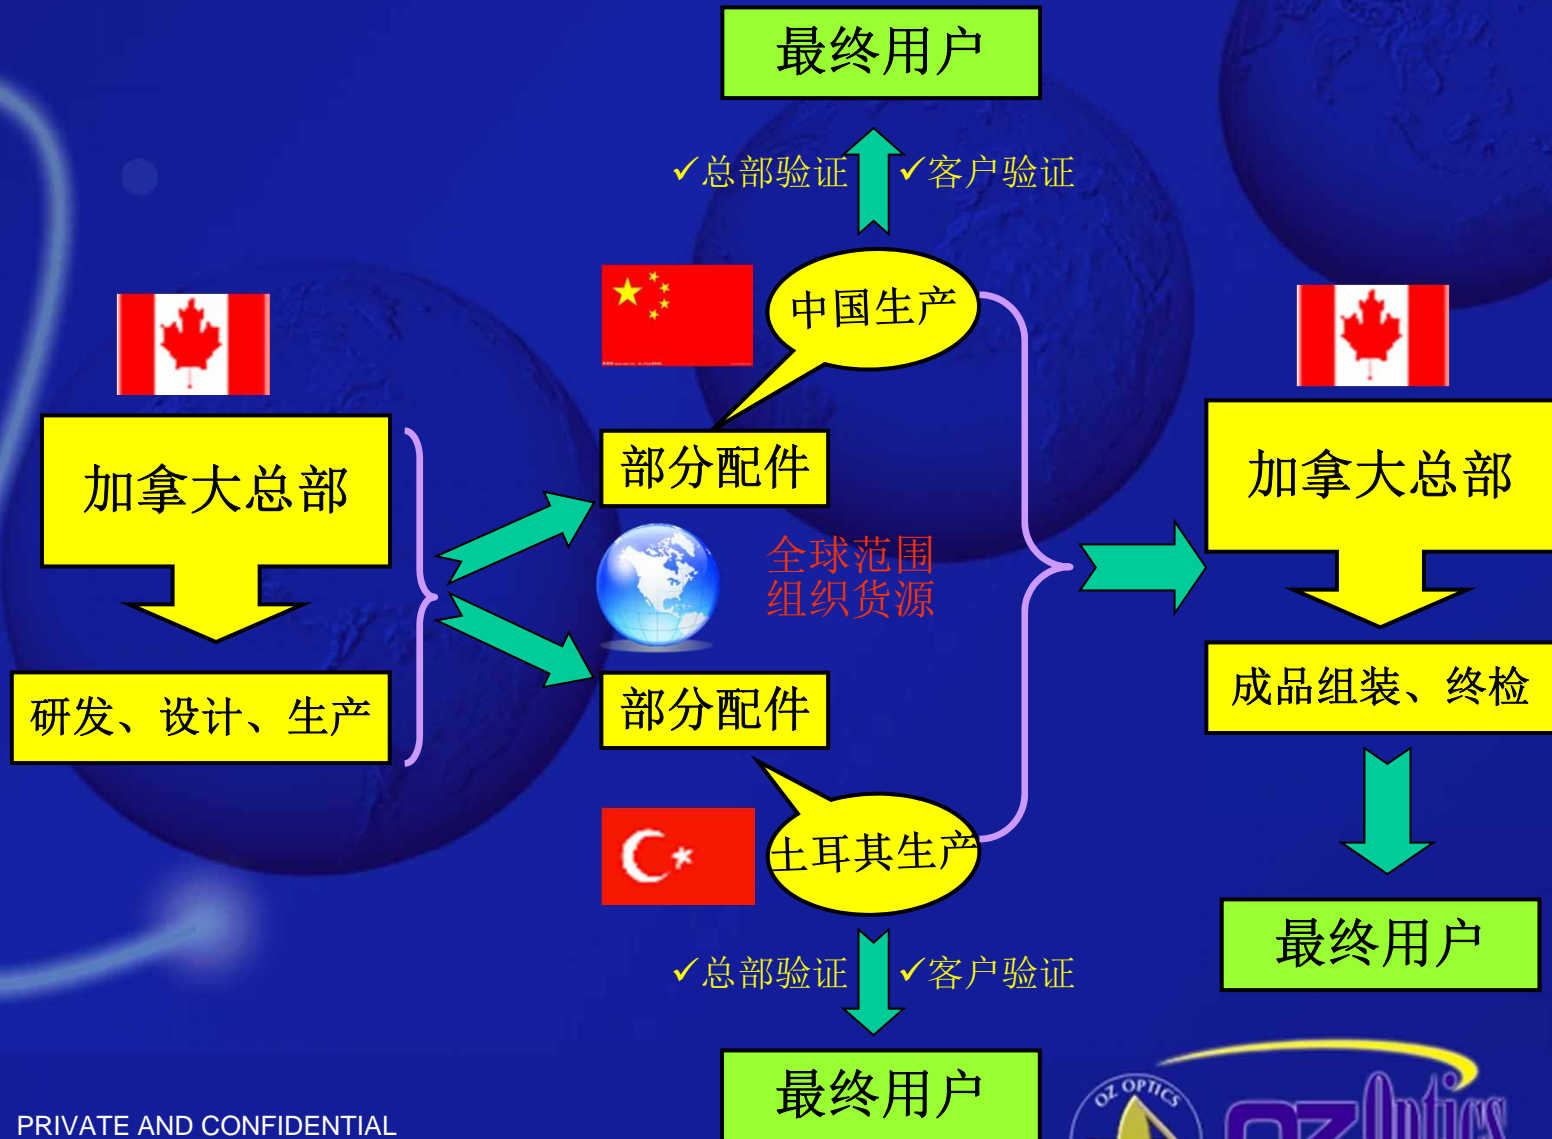 最终用户
✓总部验证 ✓客户验证
中国生产
加拿大总部
部分配件
加拿大总部
全球范围
组织货源
研发、设计、生产
部分配件
成品组装、终检
土耳其生产
✓总部验证 ✓客户验证
最终用户
最终用户
OZ OPTICS
OZ Optics
PRIVATE AND CONFIDENTIAL